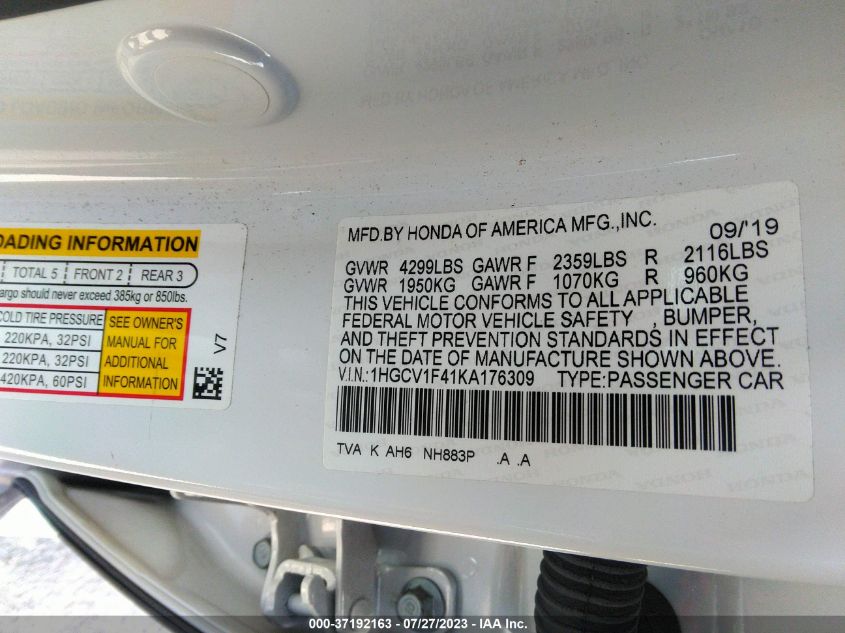 OADING INFORMATION
TOTAL 5 FRONT 2 REAR 3
argo should never exceed 385kg or 850lbs.
COLD TIRE PRESSURE
220KPA, 32PSI
220KPA, 32PSI
420KPA, 60PSI
SEE OWNER'S
MANUAL FOR
ADDITIONAL
INFORMATION
V7
MFD.BY HONDA OF AMERICA MFG.,INC. 09/'19
GVWR 4299LBS GAWR F 2359LBS R 2116LBS
GVWR 1950KG GAWR F 1070KG R 960KG
THIS VEHICLE CONFORMS TO ALL APPLICABLE
FEDERAL MOTOR VEHICLE SAFETY , BUMPER,
AND THEFT PREVENTION STANDARDS IN EFFECT
ON THE DATE OF MANUFACTURE SHOWN ABOVE.
V.I.N.:1HGCV1F41KA176309 TYPE:PASSENGER CAR
TVA K AH6 NH883P .A .A
000-37192163 - 07/27/2023 - IAA Inc.